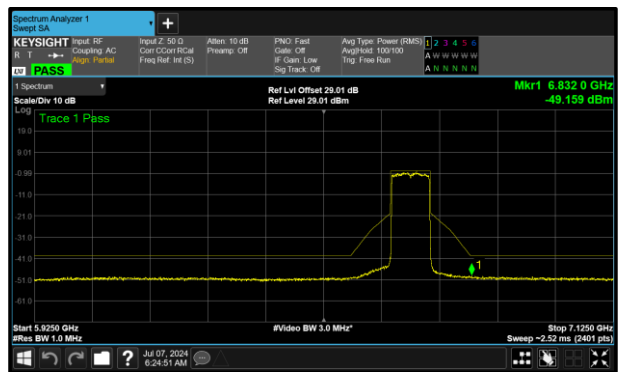 Spectrum Analyzer 1
Swept SA
KEYSIGHT Input: RF
R T Coupling: AC
Align: Partial
Input Z: 50 Ω
Corr CCorr RCal
Freq Ref: Int (S)
Atten: 10 dB
Preamp: Off
PNO: Fast
Gate: Off
IF Gain: Low
Sig Track: Off
Avg Type: Power (RMS)
Avg|Hold: 100/100
Trig: Free Run
1 2 3 4 5 6
A W W W W W
A N N N N N
LXI PASS
1 Spectrum
Scale/Div 10 dB
Ref Lvl Offset 29.01 dB
Ref Level 29.01 dBm
Mkr1 6.832 0 GHz
-49.159 dBm
Log
Trace 1 Pass
19.0
9.01
-0.99
-11.0
-21.0
-31.0
-41.0
-51.0
-61.0
1
Start 5.9250 GHz
#Res BW 1.0 MHz
#Video BW 3.0 MHz*
Stop 7.1250 GHz
Sweep ~2.52 ms (2401 pts)
Jul 07, 2024
6:24:51 AM